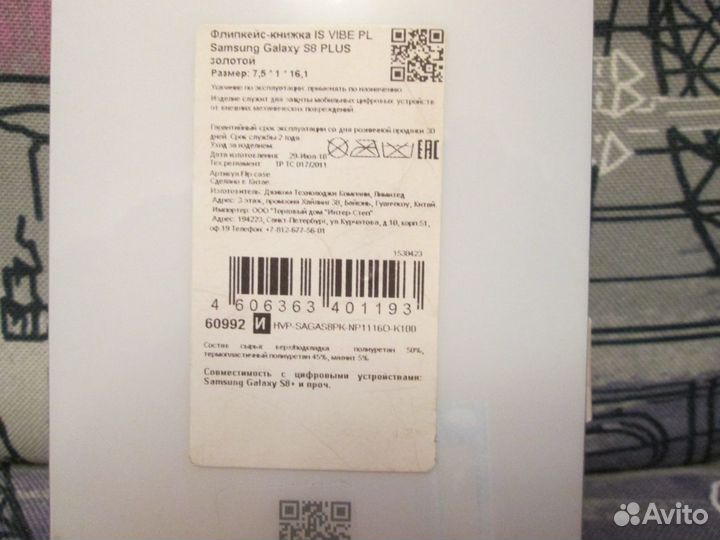 Флипкейс-книжка IS VIBE PL
Samsung Galaxy S8 PLUS
золотой
Размер: 7,5 * 1 * 16,1
Указание по эксплуатации: применять по назначению
Изделие служит для защиты мобильных цифровых устройств
от внешних механических повреждений.
Гарантийный срок эксплуатации со дня розничной продажи 30
дней. Срок службы 2 года
Уход за изделием:
Дата изготовления: 29-Июл-18
Тех.регламент: ТР ТС 017/2011
EAC
Артикул:Flip case
Сделано в Китае
Изготовитель: Джиком Текнолоджи Компани, Лимитед
Адрес: 3 этаж, промзона Хайлинг 38, Байюнь, Гуангжоу, Китай.
Импортер: ООО "Торговый дом "Интер-Степ"
Адрес: 194223, Санкт-Петербург, ул.Курчатова, д.10, корп.51,
оф.19 Телефон: +7-812-677-56-01
1530423
4 606363 401193
60992 И HVP-SAGAS8PK-NP1116O-K100
Состав сырья: верх/подкладка полиуретан 50%,
термопластичный полиуретан 45%, магнит 5%
Совместимость с цифровыми устройствами:
Samsung Galaxy S8+ и проч.
Avito